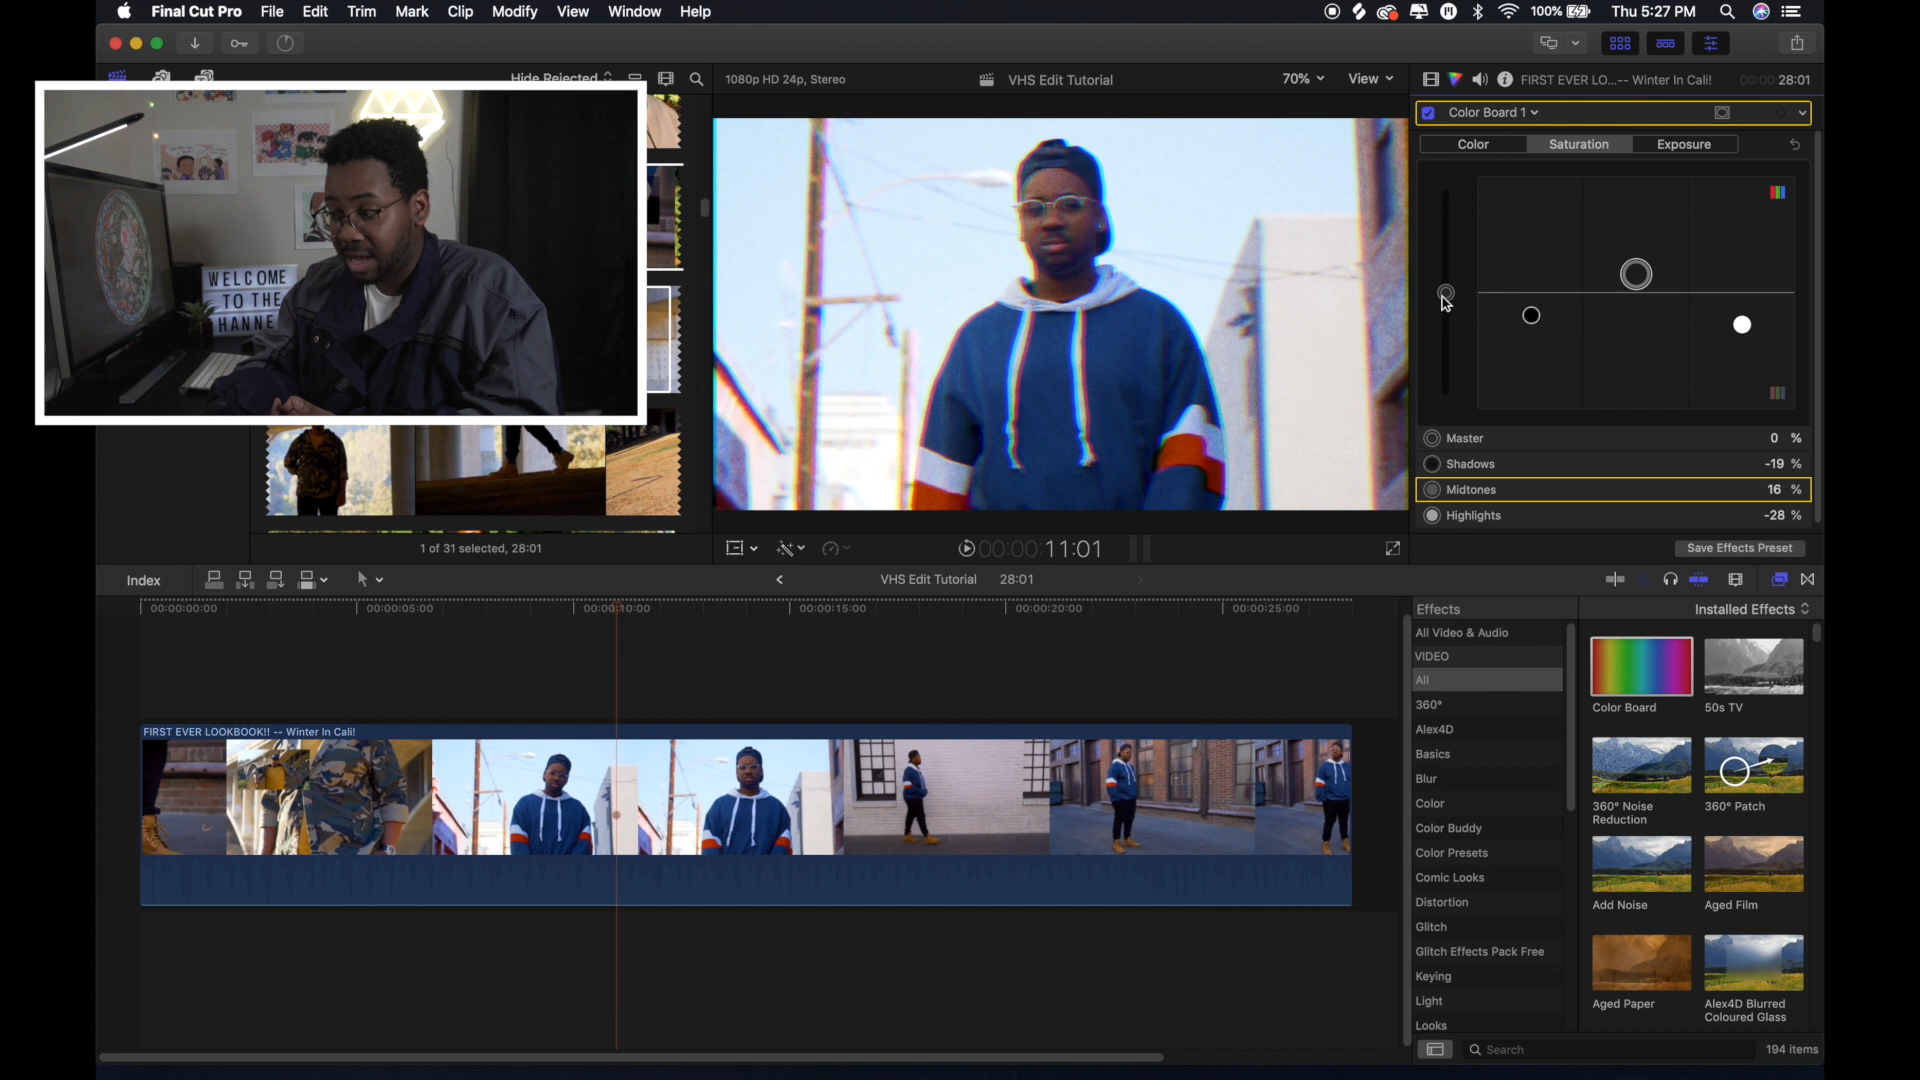 Final Cut Pro File Edit Trim Mark Clip Modify View Window Help
100% Thu 5:27 PM
Hide Rejected
1080p HD 24p, Stereo VHS Edit Tutorial 70% View
FIRST EVER LO...-- Winter In Cali! 00:00:28:01
Color Board 1
Color Saturation Exposure
WELCOME
TO THE
HANNE
Master 0 %
Shadows -19 %
Midtones 16 %
Highlights -28 %
1 of 31 selected, 28:01
00:00:11:01
Save Effects Preset
Index
VHS Edit Tutorial 28:01
00:00:00:00 00:00:05:00 00:00:10:00 00:00:15:00 00:00:20:00 00:00:25:00
FIRST EVER LOOKBOOK!! -- Winter In Cali!
Effects
Installed Effects
All Video & Audio
VIDEO
All
360°
Alex4D
Basics
Blur
Color
Color Buddy
Color Presets
Comic Looks
Distortion
Glitch
Glitch Effects Pack Free
Keying
Light
Looks
Color Board
50s TV
360° Noise
Reduction
360° Patch
Add Noise
Aged Film
Aged Paper
Alex4D Blurred
Coloured Glass
Search
194 items